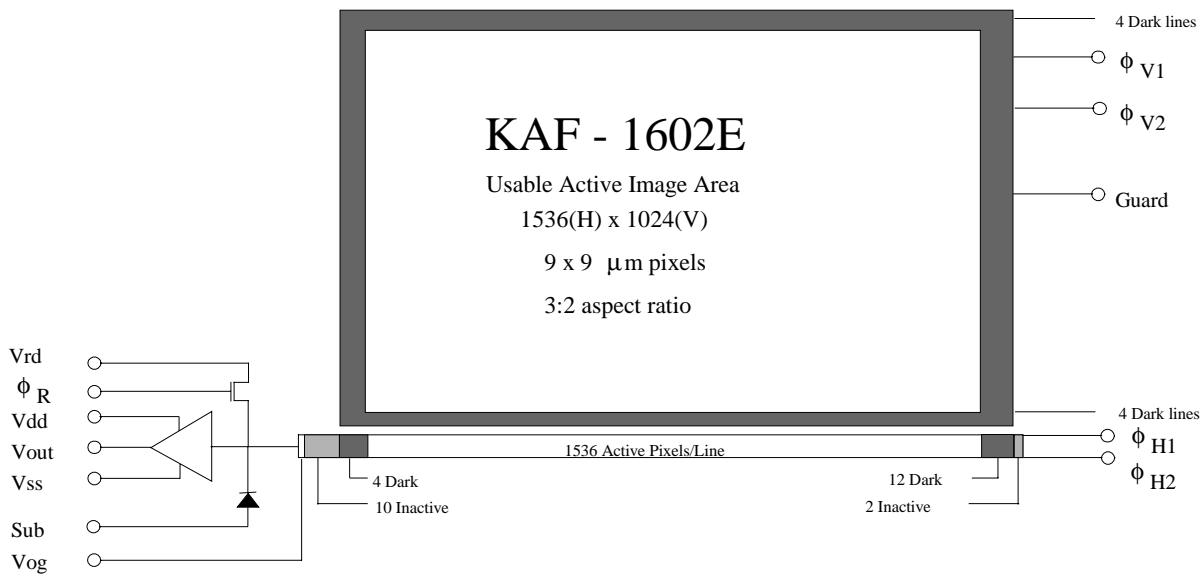 4 Dark lines
ϕ V1
ϕ V2
Guard
KAF - 1602E
Usable Active Image Area
1536(H) x 1024(V)
9 x 9 μm pixels
3:2 aspect ratio
Vrd
ϕ R
Vdd
Vout
Vss
Sub
Vog
4 Dark lines
ϕ H1
ϕ H2
1536 Active Pixels/Line
4 Dark
12 Dark
10 Inactive
2 Inactive